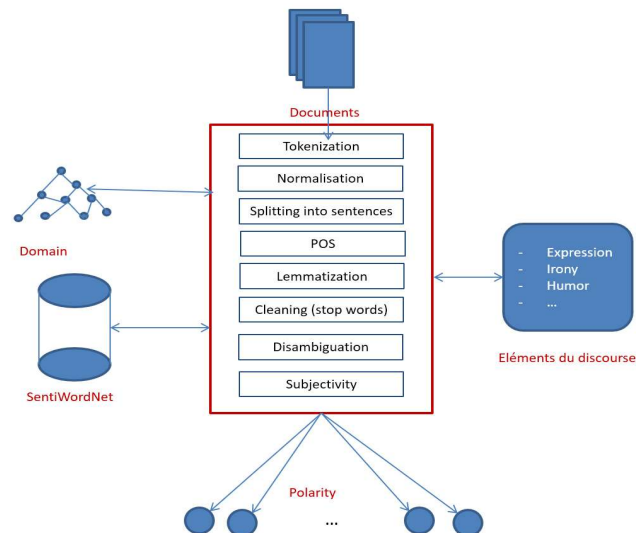 Documents
Tokenization
Normalisation
Splitting into sentences
POS
Lemmatization
Cleaning (stop words)
Disambiguation
Subjectivity
Domain
SentiWordNet
- Expression
- Irony
- Humor
- ...
Eléments du discourse
Polarity
...